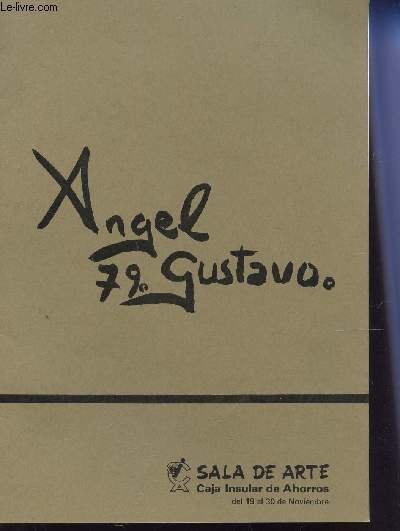 © Le-livre.com
Angel
79. Gustavo.
SALA DE ARTE
Caja Insular de Ahorros
del 19 al 30 de Noviembre